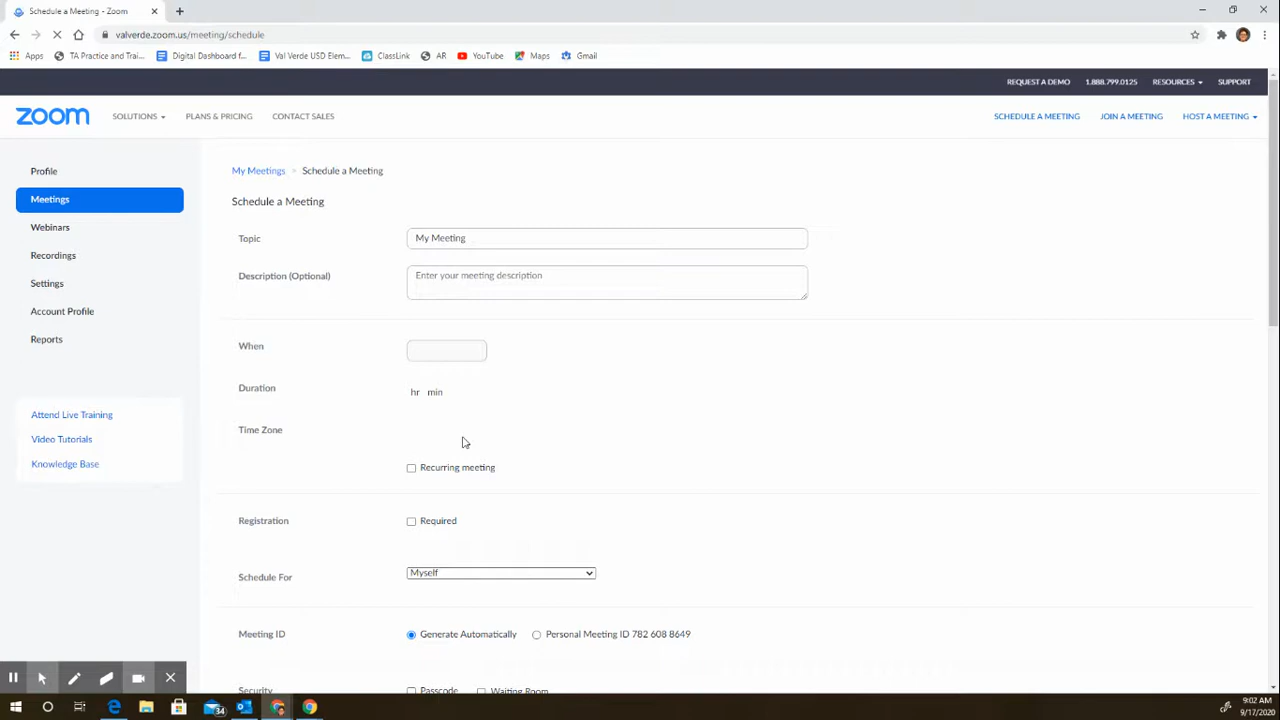 Schedule a Meeting - Zoom
valverde.zoom.us/meeting/schedule
Apps TA Practice and Trai... Digital Dashboard f... Val Verde USD Elem... ClassLink AR YouTube Maps Gmail
REQUEST A DEMO 1.888.799.0125 RESOURCES SUPPORT
zoom SOLUTIONS PLANS & PRICING CONTACT SALES SCHEDULE A MEETING JOIN A MEETING HOST A MEETING
Profile
Meetings
Webinars
Recordings
Settings
Account Profile
Reports
Attend Live Training
Video Tutorials
Knowledge Base
My Meetings > Schedule a Meeting
Schedule a Meeting
Topic My Meeting
Description (Optional) Enter your meeting description
When
Duration hr min
Time Zone
Recurring meeting
Registration Required
Schedule For Myself
Meeting ID Generate Automatically Personal Meeting ID 782 608 8649
Security Passcode Waiting Room
34
9:02 AM
9/17/2020